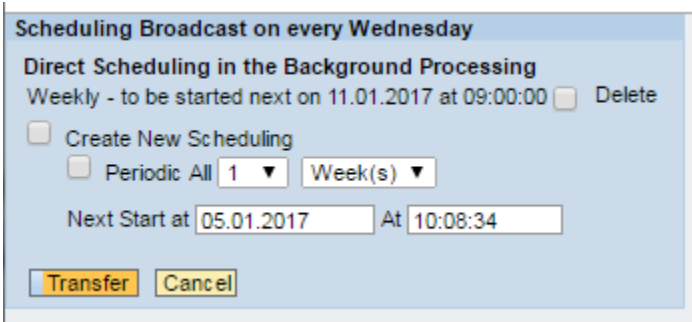 Scheduling Broadcast on every Wednesday
Direct Scheduling in the Background Processing
Weekly - to be started next on 11.01.2017 at 09:00:00 Delete
Create New Scheduling
Periodic All 1 Week(s)
Next Start at 05.01.2017 At 10:08:34
Transfer Cancel